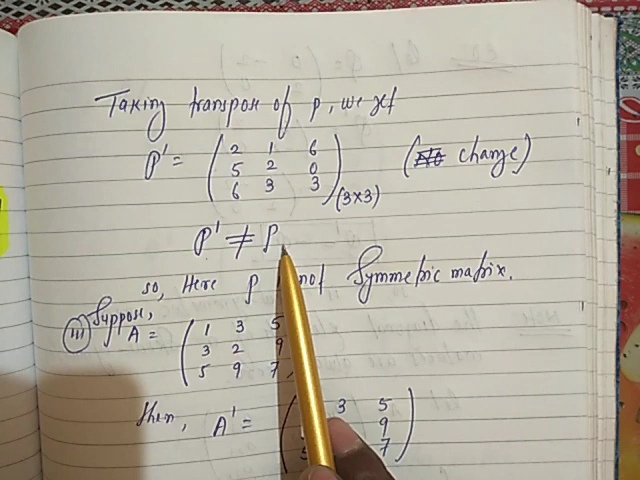 Taking transpose of P, we get
P' = ( 2 1 6
5 2 0
6 3 3 ) (3×3) (No change)
P' ≠ P
so, Here P not Symmetric matrix.
(III) Suppose,
A = ( 1 3 5
3 2 9
5 9 7
then, A' = ( 3 5
9
7 )